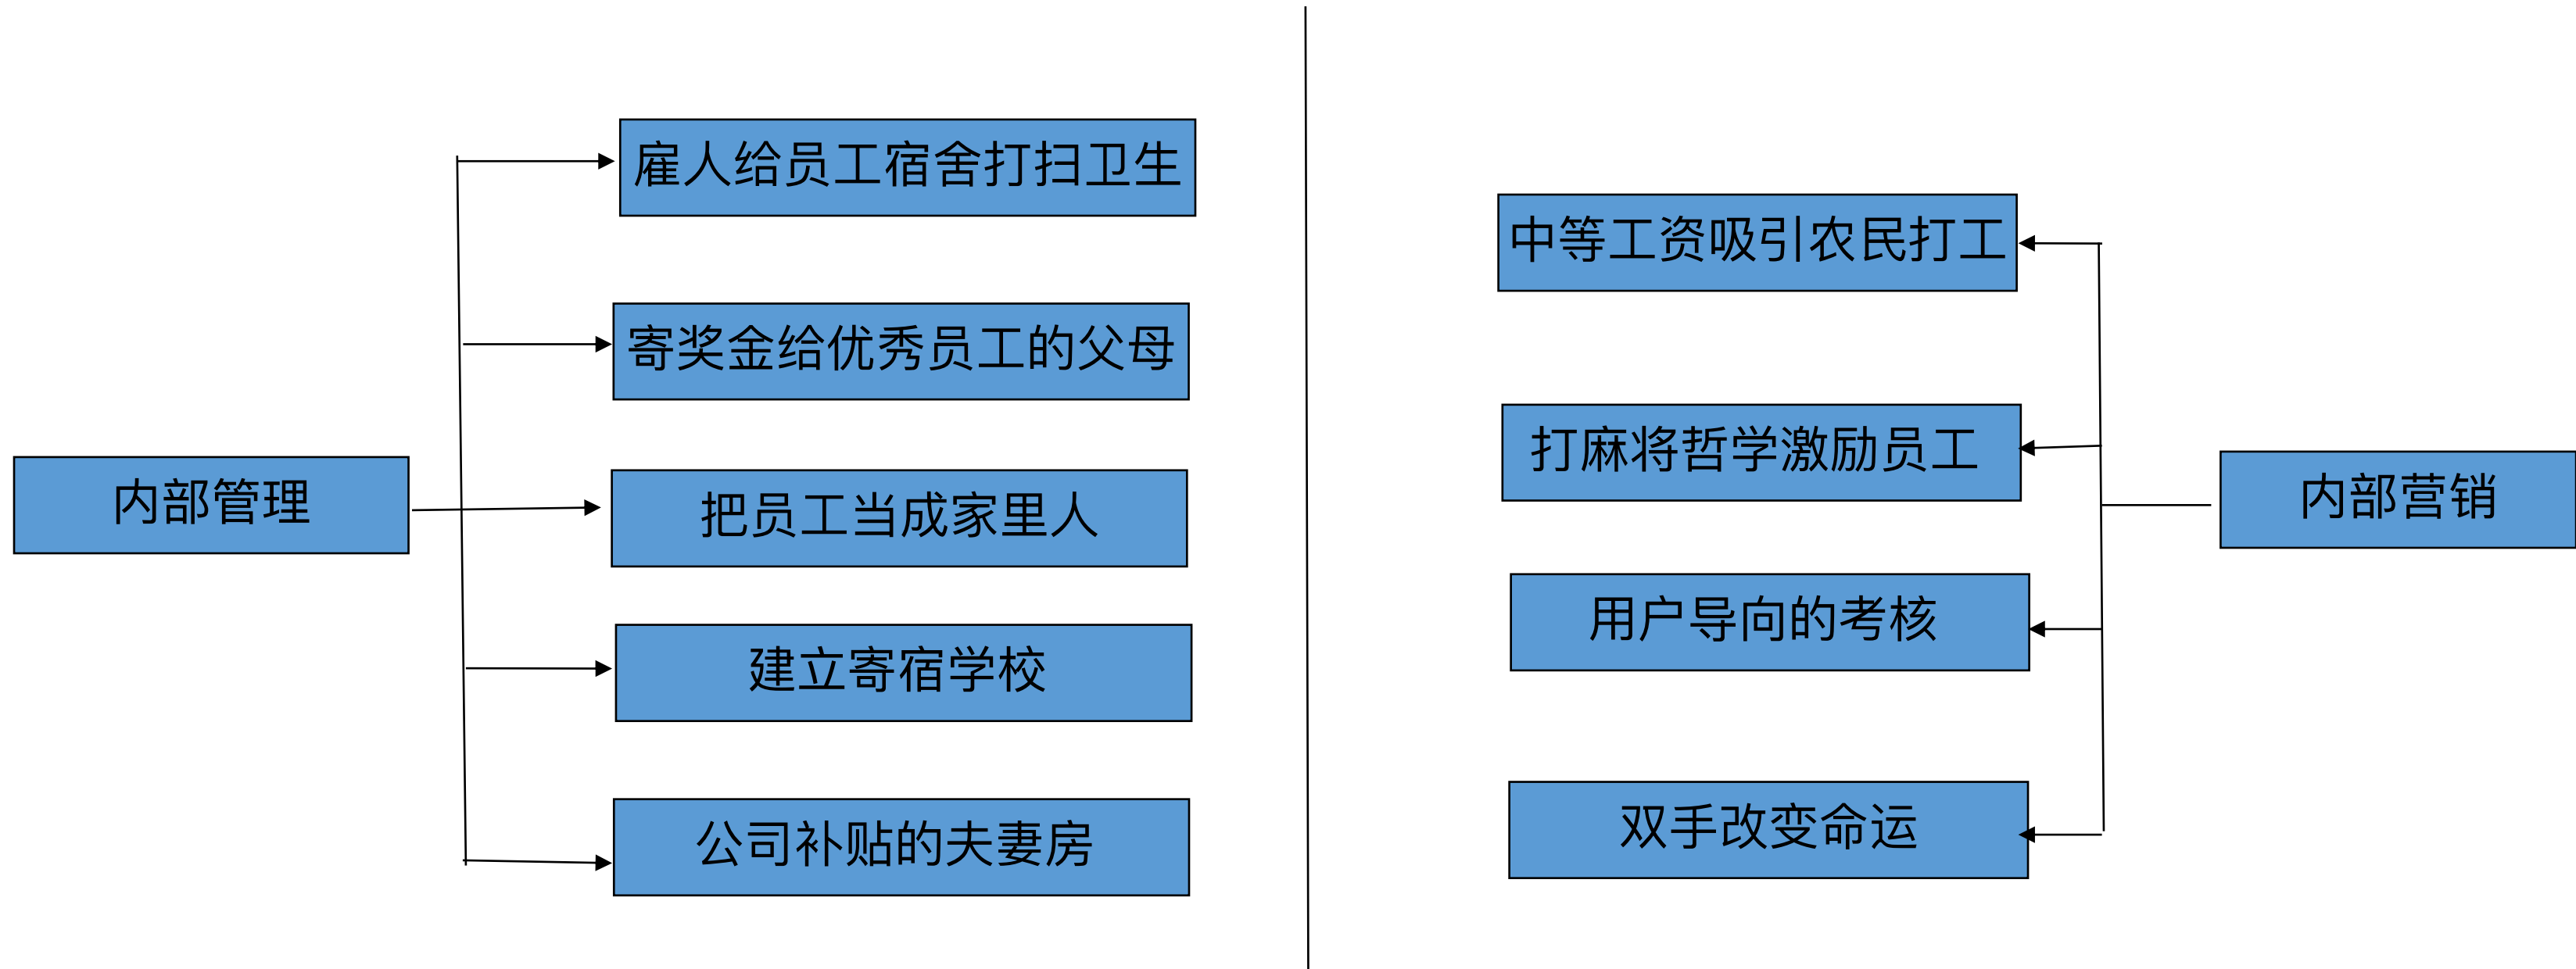 雇人给员工宿舍打扫卫生
寄奖金给优秀员工的父母
内部管理
把员工当成家里人
建立寄宿学校
公司补贴的夫妻房
中等工资吸引农民打工
打麻将哲学激励员工
内部营销
用户导向的考核
双手改变命运